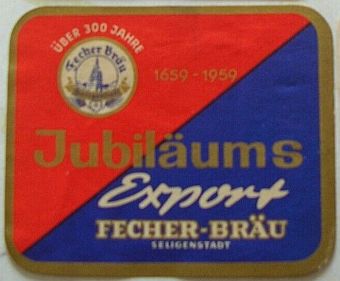 ÜBER 300 JAHRE
Fecher Bräu
1659 - 1959
Jubiläums
Export
FECHER-BRÄU
SELIGENSTADT